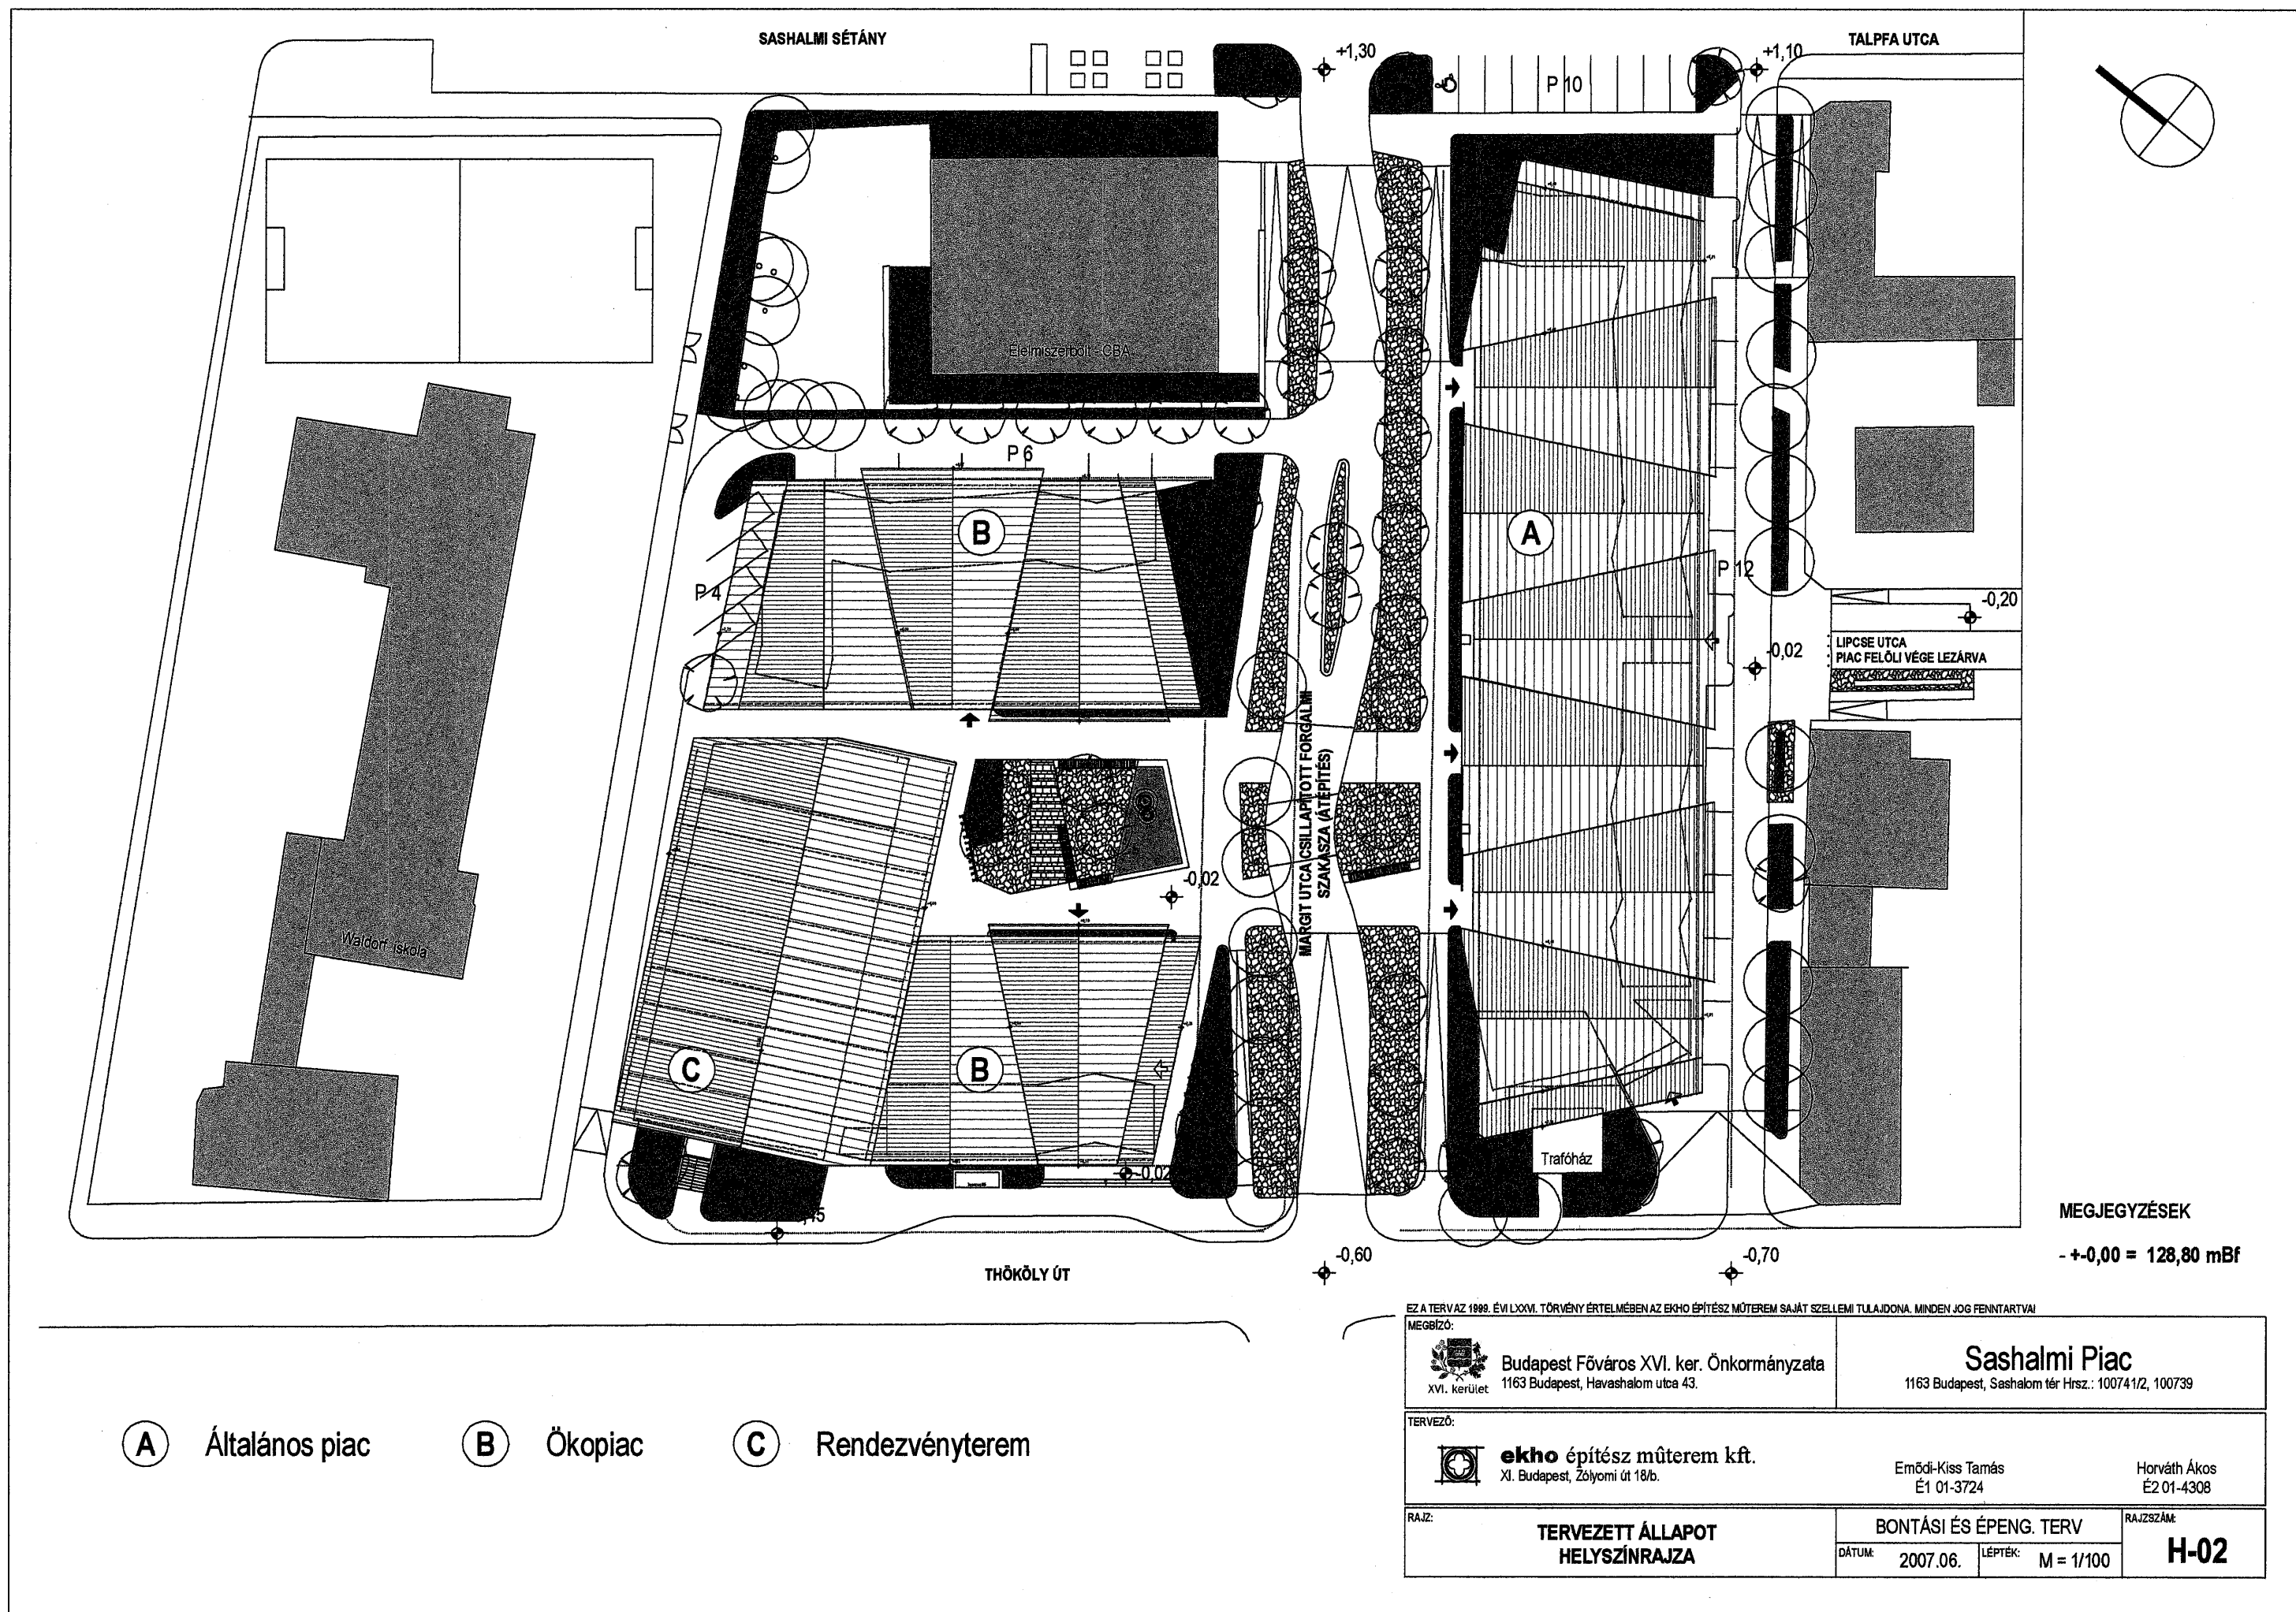 SASHALMI SÉTÁNY
TALPFA UTCA
+1,30
+1,10
P 10
Élelmiszerbolt - CBA
P 6
B
A
P 4
P 12
-0,20
-0,02
LIPCSE UTCA
PIAC FELÕLI VÉGE LEZÁRVA
MARGIT UTCA CSILLAPÍTOTT FORGALMI
SZAKASZA (ÁTÉPÍTÉS)
-0,02
Waldorf iskola
C
B
Trafóház
-0,02
THÖKÖLY ÚT
-0,60
-0,70
MEGJEGYZÉSEK
- +-0,00 = 128,80 mBf
EZ A TERV AZ 1999. ÉVI LXXVI. TÖRVÉNY ÉRTELMÉBEN AZ EKHO ÉPÍTÉSZ MÛTEREM SAJÁT SZELLEMI TULAJDONA. MINDEN JOG FENNTARTVA!
MEGBÍZÓ:
XVI. kerület
Budapest Fõváros XVI. ker. Önkormányzata
1163 Budapest, Havashalom utca 43.
Sashalmi Piac
1163 Budapest, Sashalom tér Hrsz.: 100741/2, 100739
TERVEZÕ:
ekho építész mûterem kft.
XI. Budapest, Zólyomi út 18/b.
Emõdi-Kiss Tamás
É1 01-3724
Horváth Ákos
É2 01-4308
RAJZ:
TERVEZETT ÁLLAPOT
HELYSZÍNRAJZA
BONTÁSI ÉS ÉPENG. TERV
DÁTUM: 2007.06.
LÉPTÉK: M = 1/100
RAJZSZÁM:
H-02
A Általános piac
B Ökopiac
C Rendezvényterem